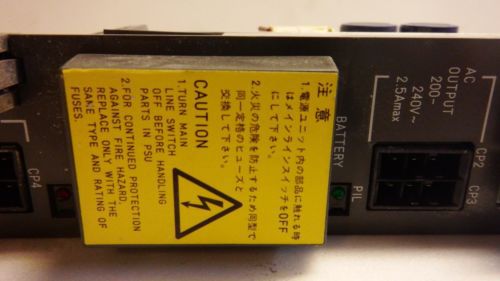 注意
1.電源ユニット内の部品に触れる時
はメインラインスイッチをOFF
にして下さい。
2.火災の危険を防止するため同型で
同一定格のヒューズと
交換して下さい。
CAUTION
1.TURN MAIN
LINE SWITCH
OFF BEFORE HANDLING
PARTS IN PSU
2.FOR CONTINUED PROTECTION
AGAINST FIRE HAZARD,
REPLACE ONLY WITH THE
SAME TYPE AND RATING OF
FUSES.
BATTERY
PIL
AC
OUTPUT
200-
240V~
2.5Amax
CP2
CP3
CP4